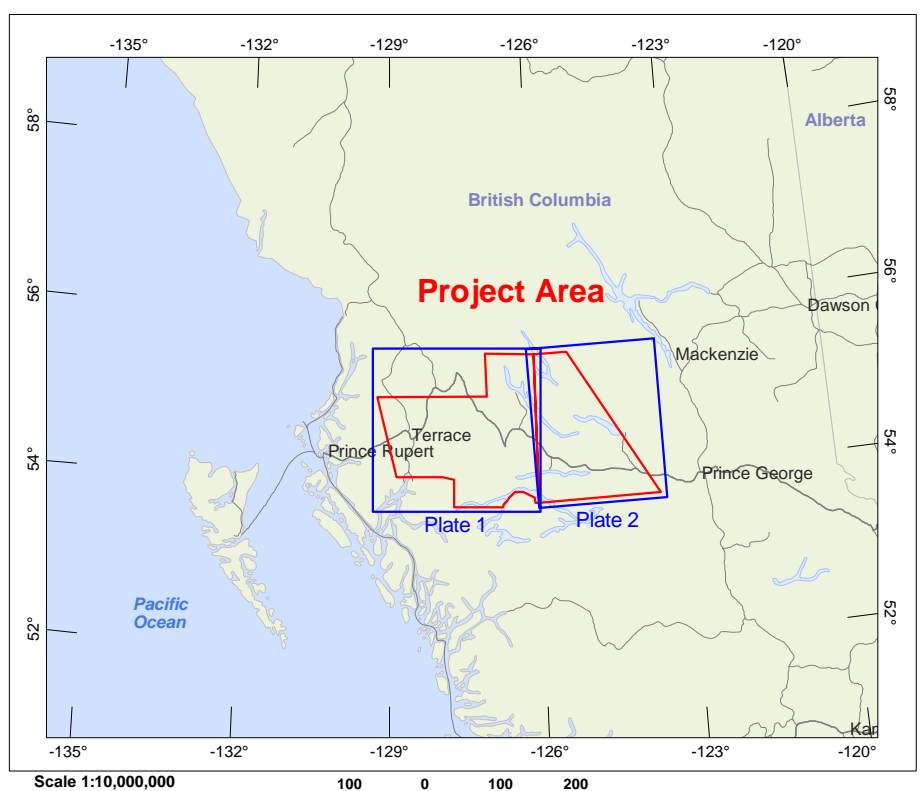 -135° -132° -129° -126° -123° -120°
58°
58°
Alberta
British Columbia
56°
56°
Project Area
Dawson
Mackenzie
54°
54°
Terrace
Prince Rupert
Prince George
Plate 1
Plate 2
Pacific
Ocean
52°
52°
-135° -132° -129° -126° -123° -120°
Scale 1:10,000,000 100 0 100 200